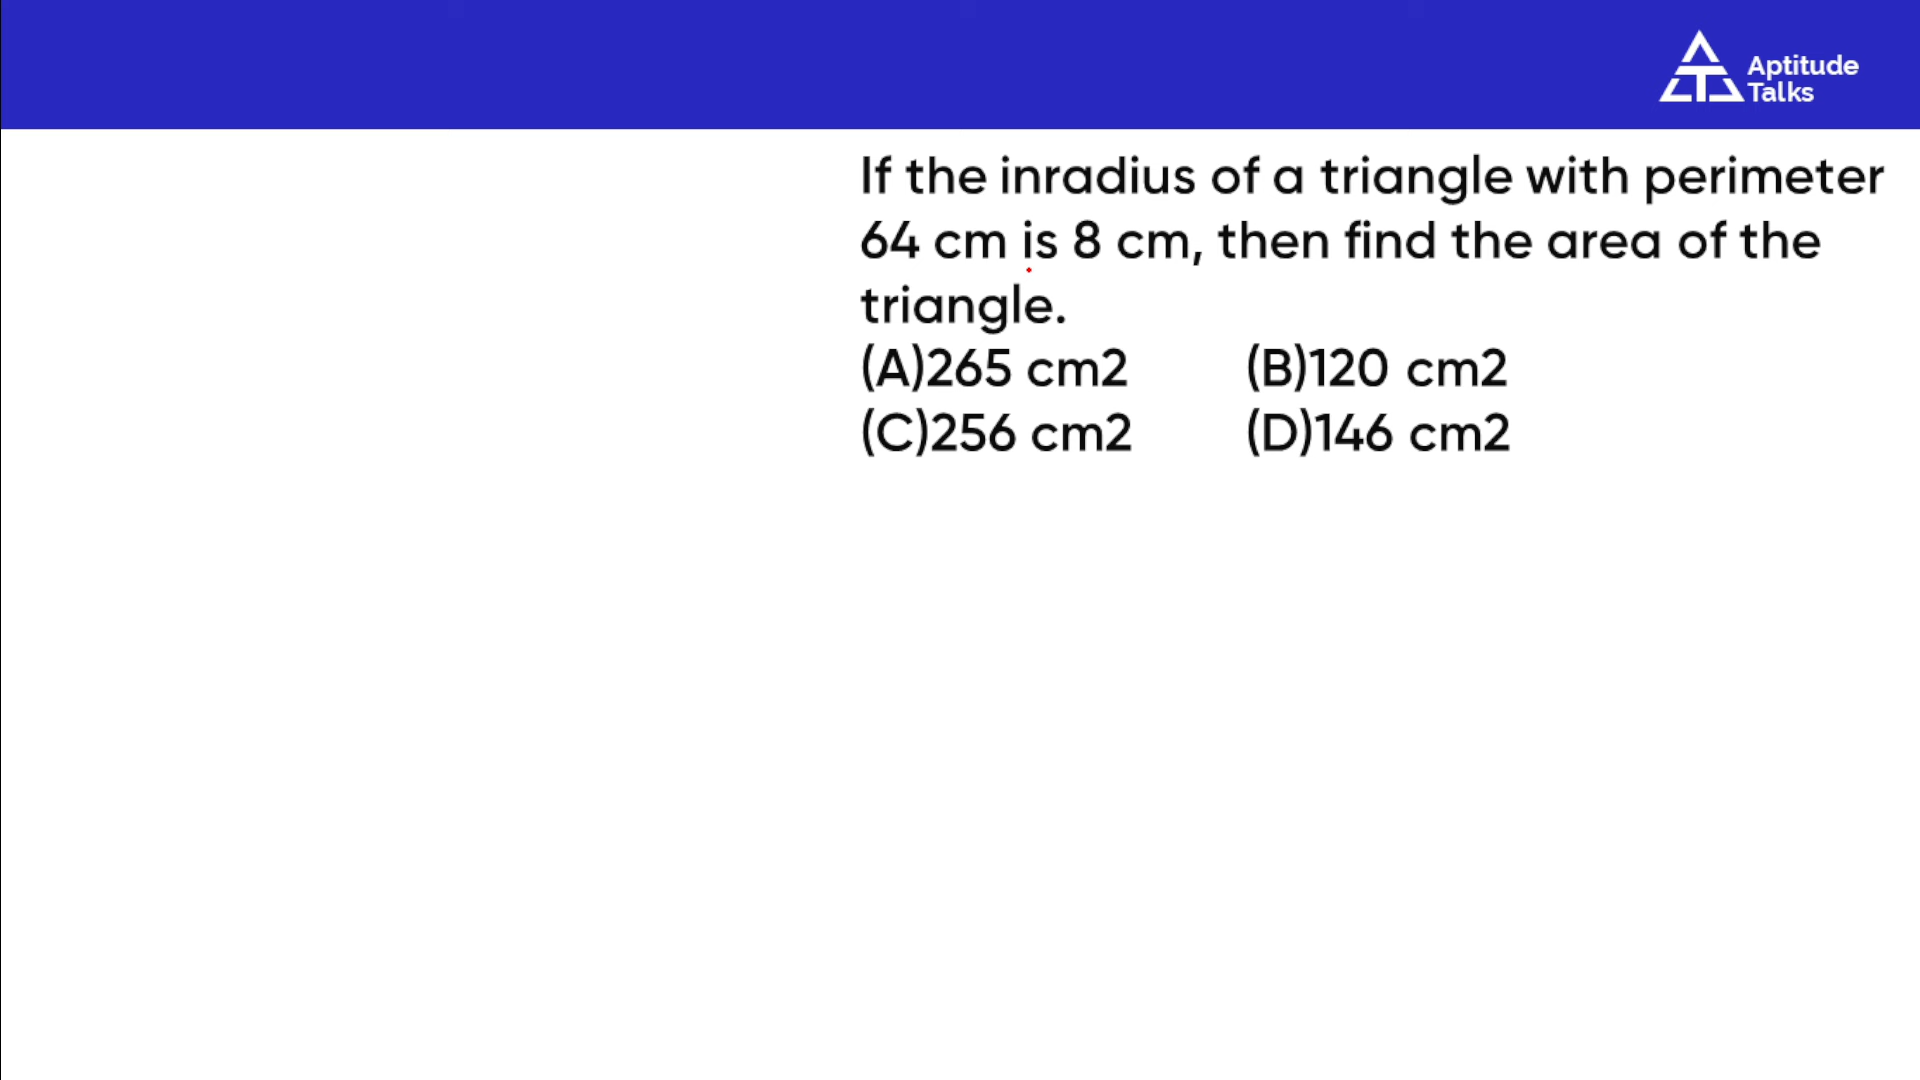 Aptitude
Talks
If the inradius of a triangle with perimeter
64 cm is 8 cm, then find the area of the
triangle.
(A)265 cm2 (B)120 cm2
(C)256 cm2 (D)146 cm2